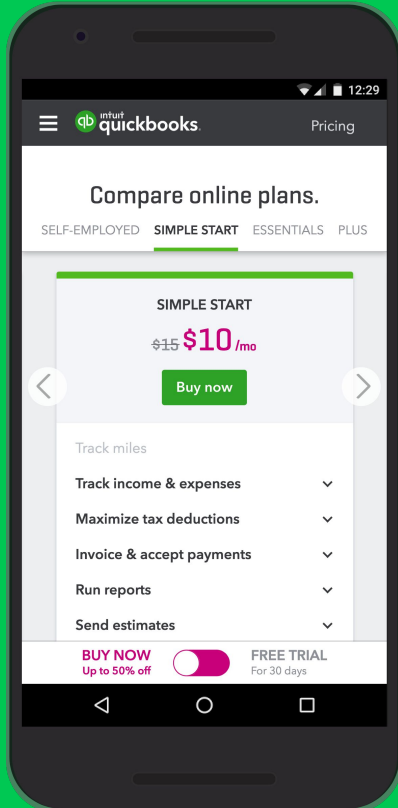 12:29
intuit
qb quickbooks.
Pricing
Compare online plans.
SELF-EMPLOYED SIMPLE START ESSENTIALS PLUS
SIMPLE START
$15 $10 /mo
Buy now
Track miles
Track income & expenses
Maximize tax deductions
Invoice & accept payments
Run reports
Send estimates
BUY NOW
Up to 50% off
FREE TRIAL
For 30 days